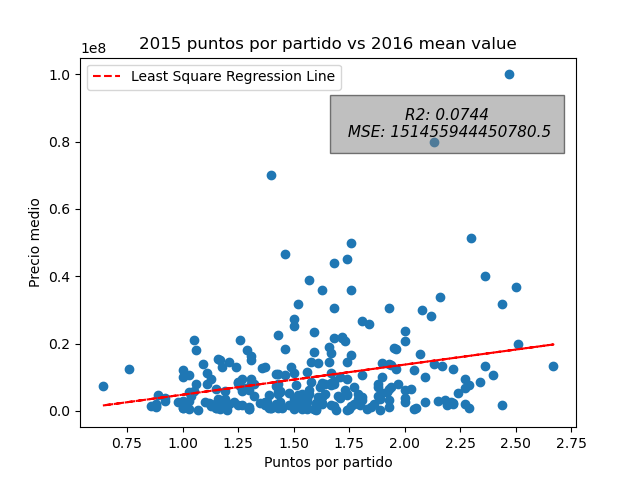 2015 puntos por partido vs 2016 mean value
1e8
Least Square Regression Line
R2: 0.0744
MSE: 151455944450780.5
1.0
0.8
0.6
0.4
0.2
0.0
Precio medio
0.75 1.00 1.25 1.50 1.75 2.00 2.25 2.50 2.75
Puntos por partido